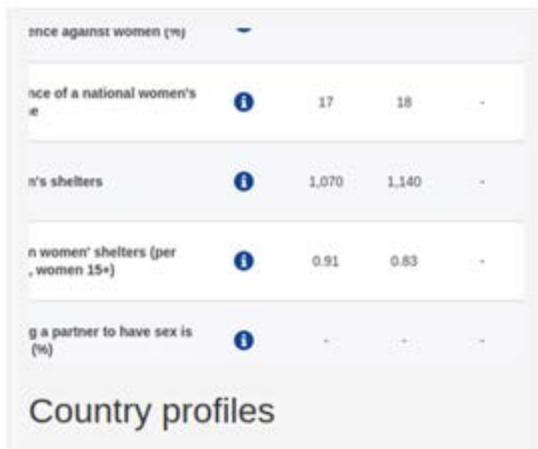 ence against women (%)
nce of a national women's
e
17 18 -
n's shelters 1,070 1,140 -
n women' shelters (per
, women 15+) 0.91 0.83 -
g a partner to have sex is
(%) - - -
Country profiles